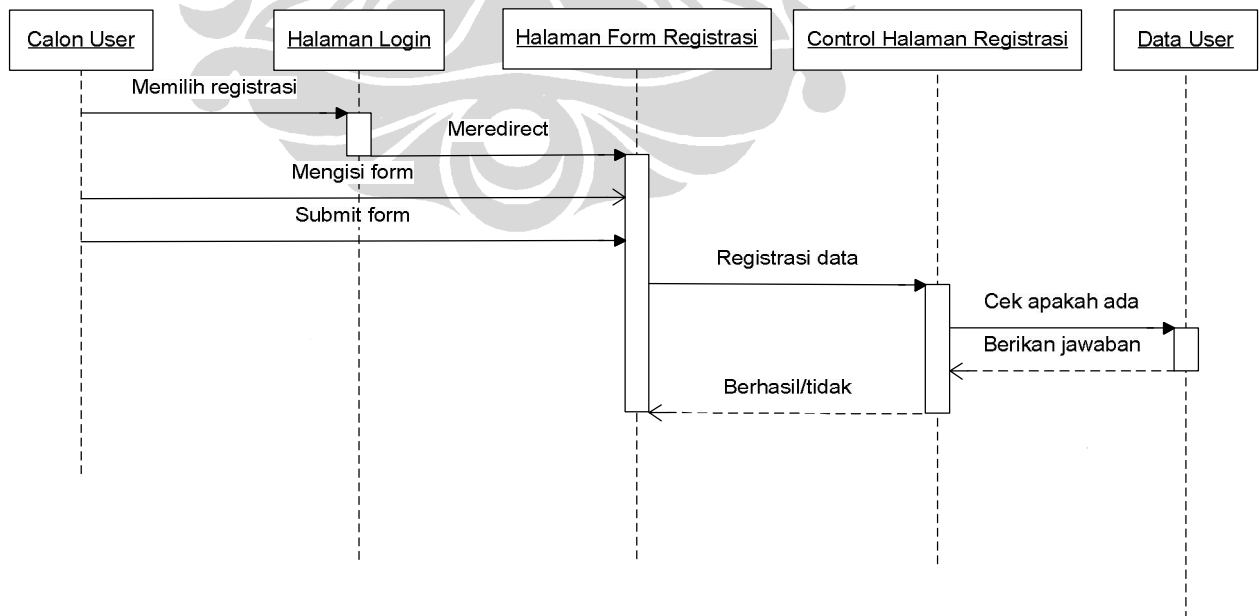 Calon User
Halaman Login
Halaman Form Registrasi
Control Halaman Registrasi
Data User
Memilih registrasi
Meredirect
Mengisi form
Submit form
Registrasi data
Cek apakah ada
Berikan jawaban
Berhasil/tidak